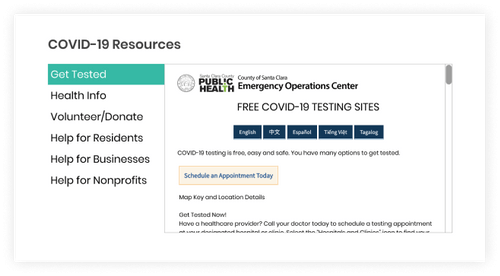 COVID-19 Resources
Get Tested
Health Info
Volunteer/Donate
Help for Residents
Help for Businesses
Help for Nonprofits
Santa Clara County
PUBLIC HEALTH
County of Santa Clara
Emergency Operations Center
FREE COVID-19 TESTING SITES
English 中文 Español Tiếng Việt Tagalog
COVID-19 testing is free, easy and safe. You have many options to get tested.
Schedule an Appointment Today
Map Key and Location Details
Get Tested Now!
Have a healthcare provider? Call your doctor today to schedule a testing appointment
at your designated hospital or clinic. Select the "Hospitals and Clinics" icon to find your